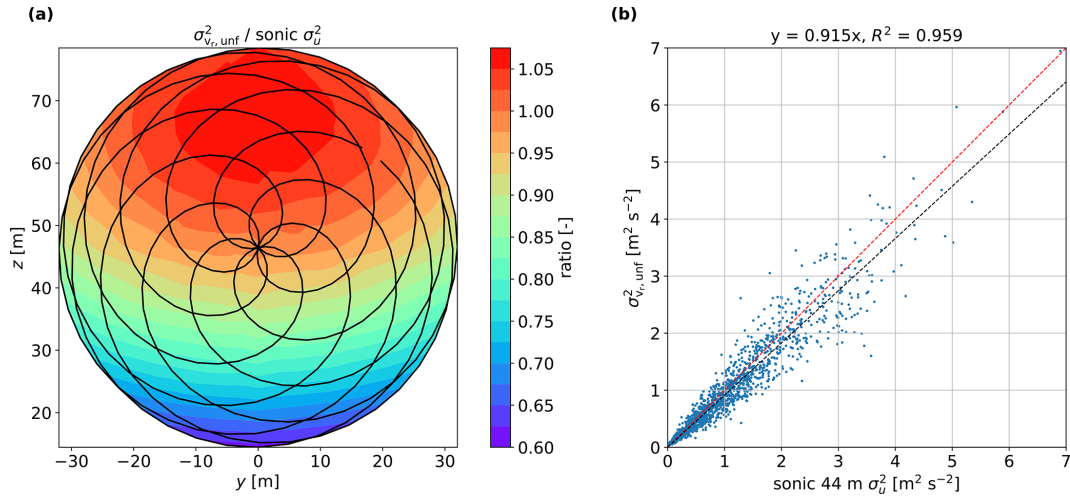 (a)
σ²ᵥᵣ, unf / sonic σ²ᵤ
70
60
50
40
30
20
z [m]
−30 −20 −10 0 10 20 30
y [m]
1.05
1.00
0.95
0.90
0.85
0.80
0.75
0.70
0.65
0.60
ratio [-]
(b)
y = 0.915x, R² = 0.959
7
6
5
4
3
2
1
0
σ²ᵥᵣ, unf [m² s⁻²]
0 1 2 3 4 5 6 7
sonic 44 m σ²ᵤ [m² s⁻²]